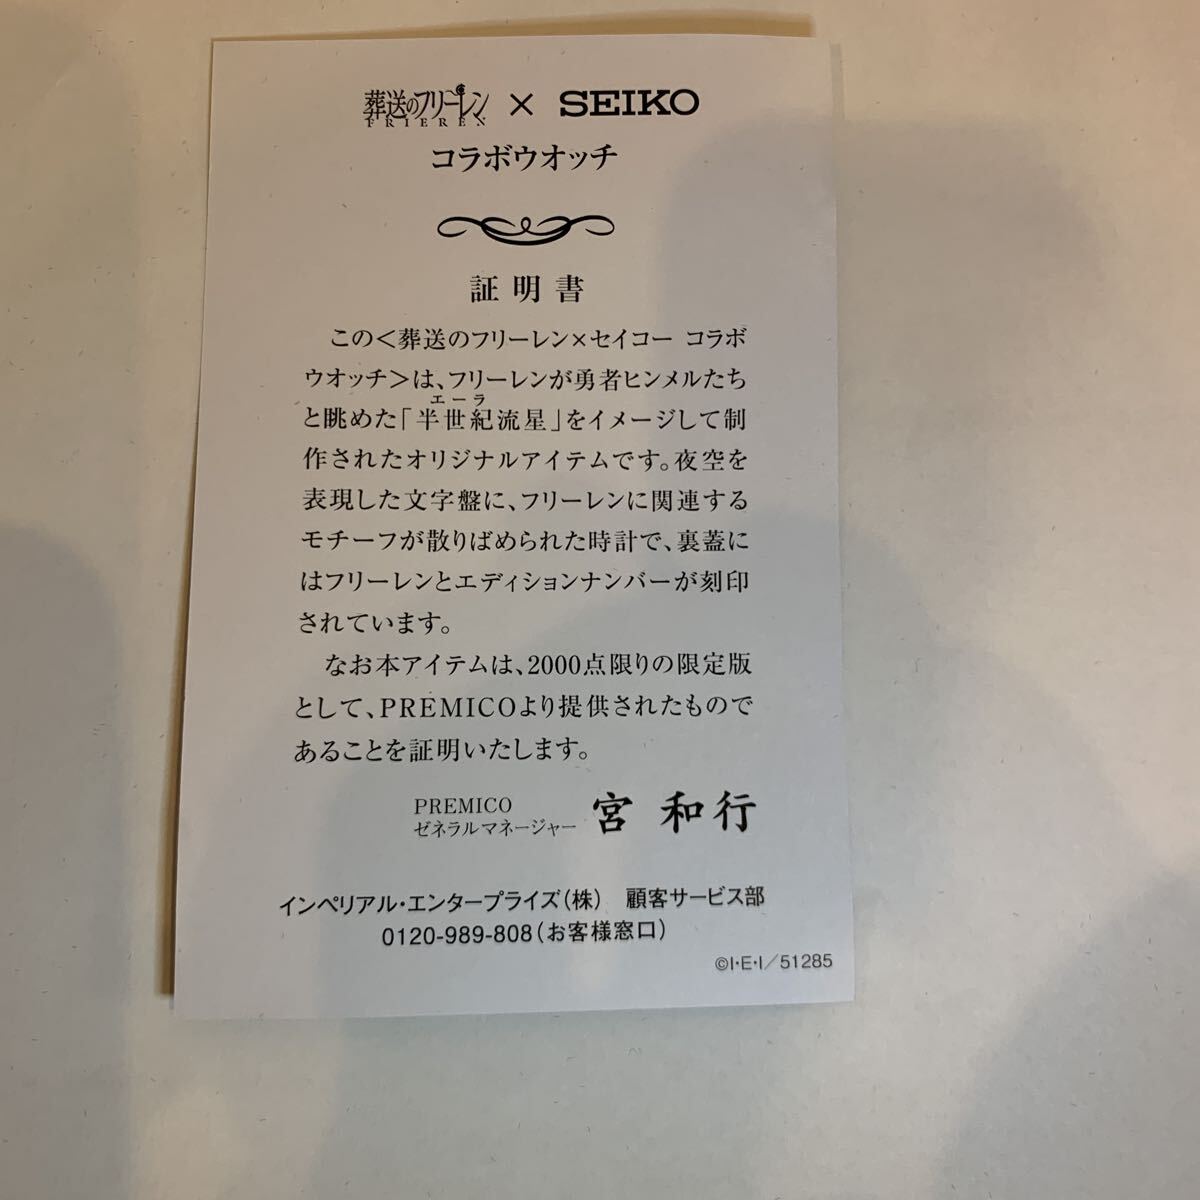 葬送のフリーレン × SEIKO
FRIEREN
コラボウオッチ
証明書
この＜葬送のフリーレン×セイコー コラボ
ウオッチ＞は、フリーレンが勇者ヒンメルたち
エーラ
と眺めた「半世紀流星」をイメージして制
作されたオリジナルアイテムです。夜空を
表現した文字盤に、フリーレンに関連する
モチーフが散りばめられた時計で、裏蓋に
はフリーレンとエディションナンバーが刻印
されています。
なお本アイテムは、2000点限りの限定版
として、PREMICOより提供されたもので
あることを証明いたします。
PREMICO
ゼネラルマネージャー 宮 和行
インペリアル・エンタープライズ（株） 顧客サービス部
0120-989-808（お客様窓口）
©I・E・I／51285